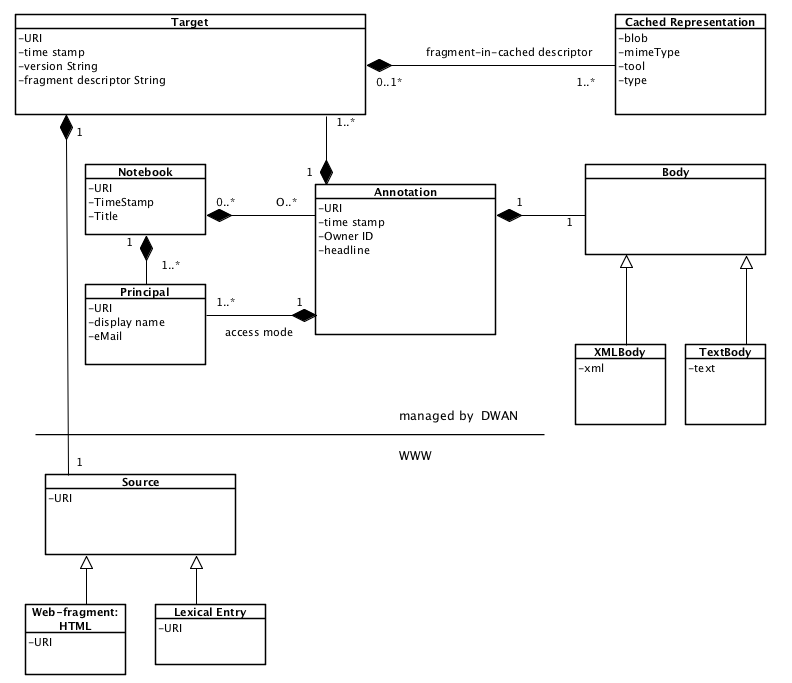 Target
-URI
-time stamp
-version String
-fragment descriptor String
Cached Representation
-blob
-mimeType
-tool
-type
fragment-in-cached descriptor
0..1*
1..*
1
1..*
1
Notebook
-URI
-TimeStamp
-Title
0..*
O..*
Annotation
-URI
-time stamp
-Owner ID
-headline
1
1
Body
1
1..*
Principal
-URI
-display name
-eMail
1..*
1
access mode
XMLBody
-xml
TextBody
-text
managed by DWAN
WWW
1
Source
-URI
Web-fragment:
HTML
-URI
Lexical Entry
-URI